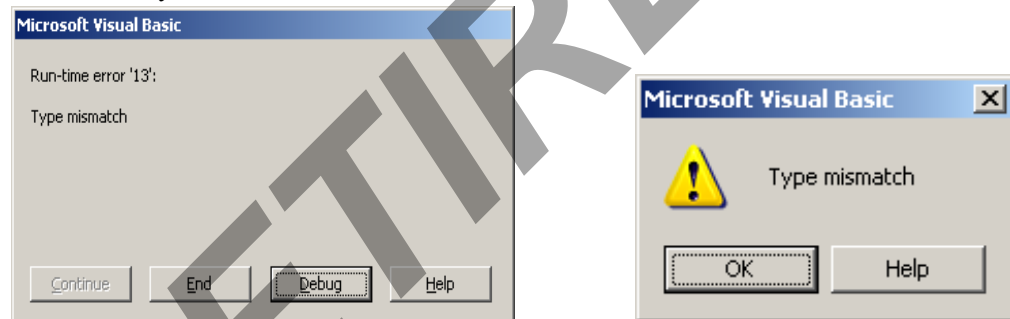 Microsoft Visual Basic
Run-time error '13':
Type mismatch
Continue
End
Debug
Help
Microsoft Visual Basic
Type mismatch
OK
Help